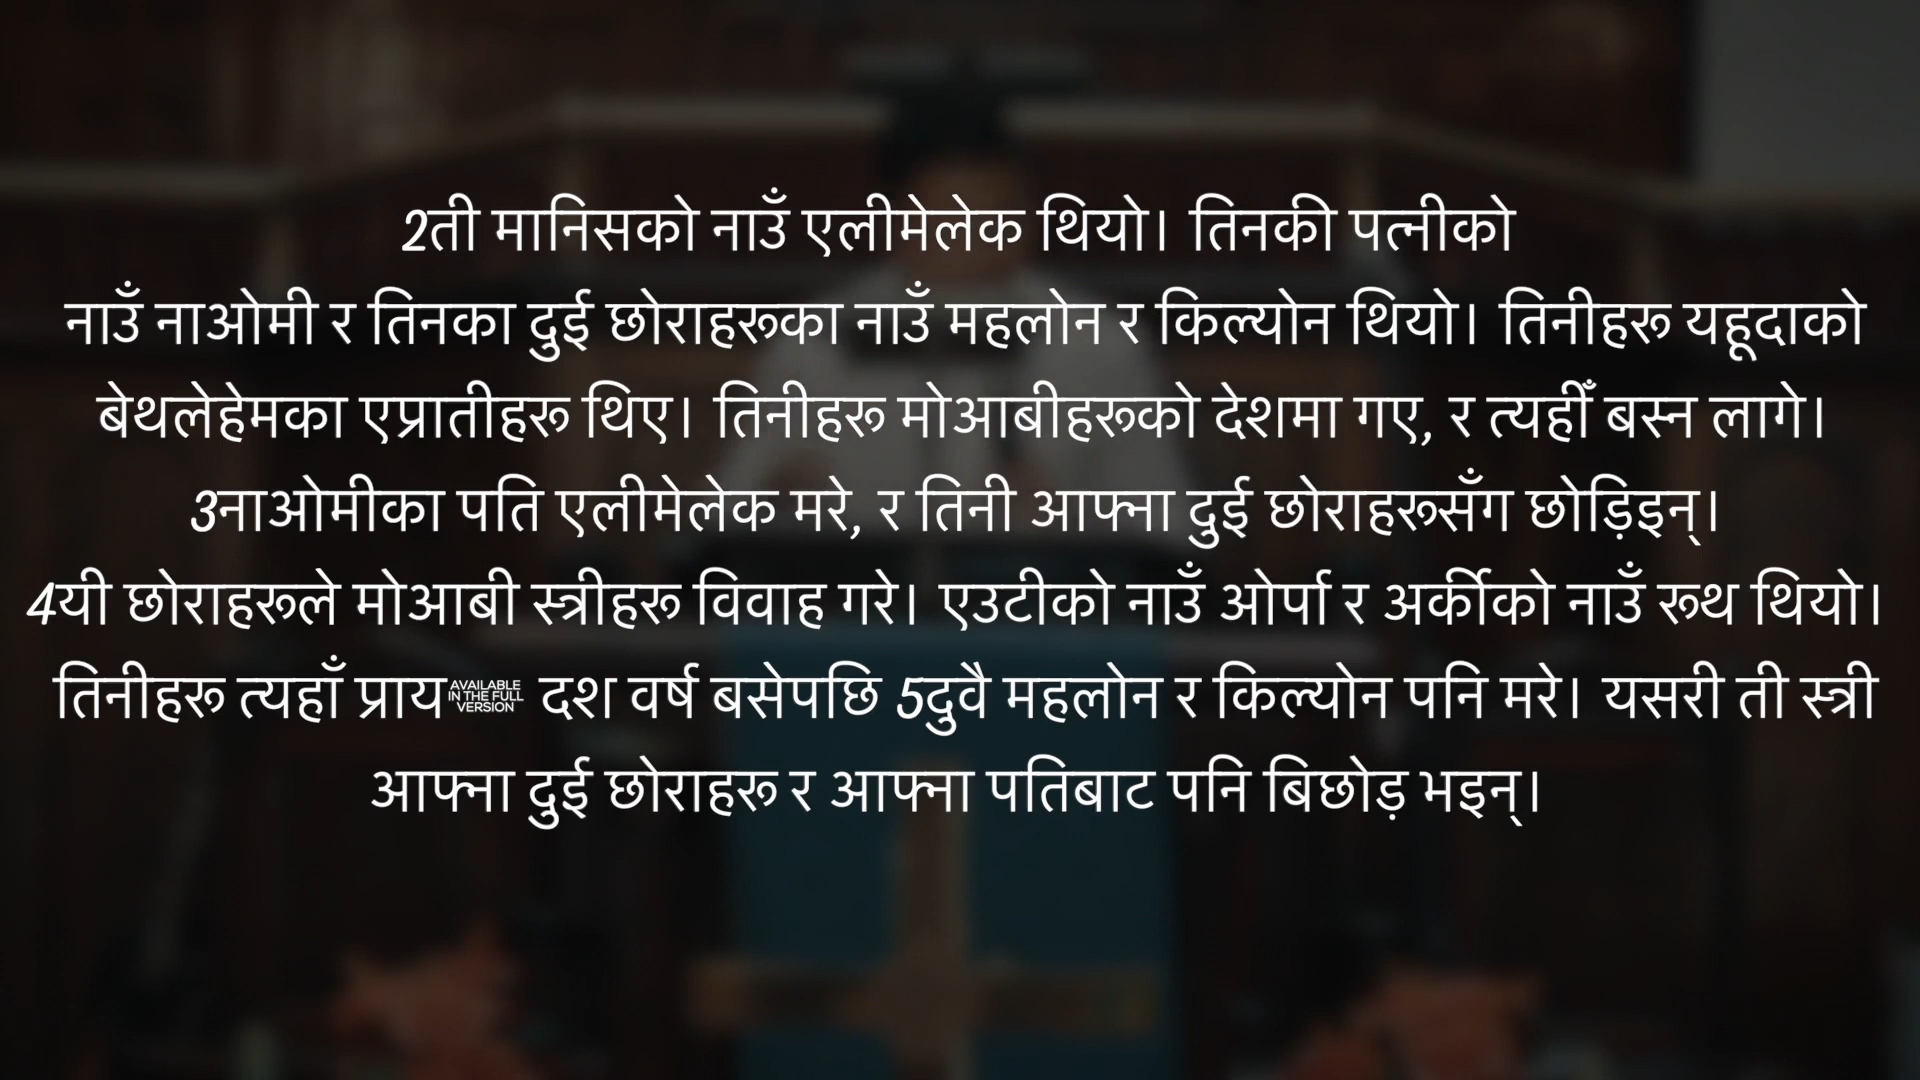 2ती मानिसको नाउँ एलीमेलेक थियो। तिनकी पत्नीको
नाउँ नाओमी र तिनका दुई छोराहरूका नाउँ महलोन र किल्योन थियो। तिनीहरू यहूदाको
बेथलेहेमका एप्रातीहरू थिए। तिनीहरू मोआबीहरूको देशमा गए, र त्यहीँ बस्न लागे।
3नाओमीका पति एलीमेलेक मरे, र तिनी आफ्ना दुई छोराहरूसँग छोड़िइन्।
4यी छोराहरूले मोआबी स्त्रीहरू विवाह गरे। एउटीको नाउँ ओर्पा र अर्कीको नाउँ रूथ थियो।
तिनीहरू त्यहाँ प्रायAVAILABLE IN THE FULL VERSION दश वर्ष बसेपछि 5दुवै महलोन र किल्योन पनि मरे। यसरी ती स्त्री
आफ्ना दुई छोराहरू र आफ्ना पतिबाट पनि बिछोड़ भइन्।